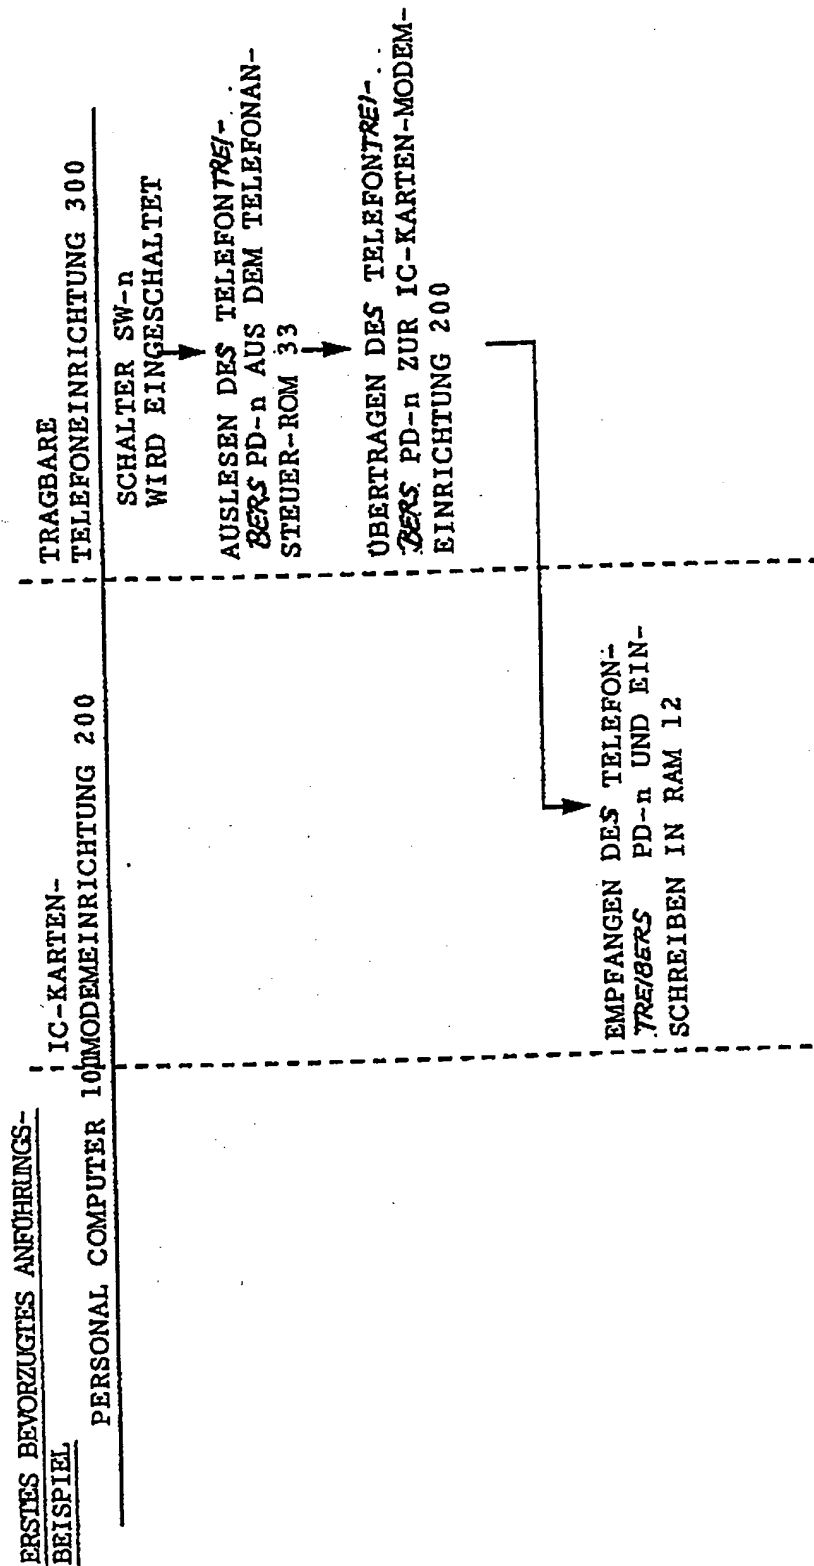 ERSTES BEVORZUGTES ANFÜHRUNGS-
BEISPIEL
PERSONAL COMPUTER 100
IC-KARTEN-
MODEMEINRICHTUNG 200
TRAGBARE
TELEFONEINRICHTUNG 300
SCHALTER SW-n
WIRD EINGESCHALTET
AUSLESEN DES TELEFONTREI-
BERS PD-n AUS DEM TELEFONAN-
STEUER-ROM 33
ÜBERTRAGEN DES TELEFONTREI-
BERS PD-n ZUR IC-KARTEN-MODEM-
EINRICHTUNG 200
EMPFANGEN DES TELEFON-
TREIBERS PD-n UND EIN-
SCHREIBEN IN RAM 12